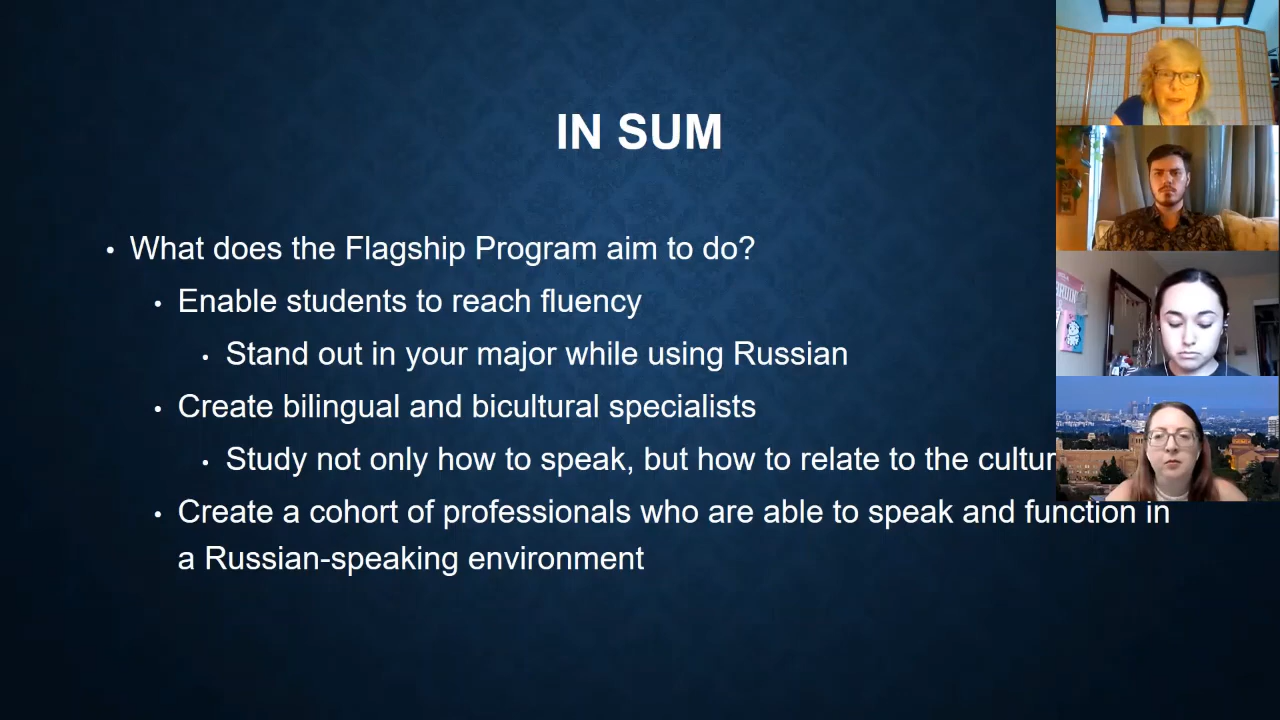 IN SUM
• What does the Flagship Program aim to do?
• Enable students to reach fluency
• Stand out in your major while using Russian
• Create bilingual and bicultural specialists
• Study not only how to speak, but how to relate to the cultur
• Create a cohort of professionals who are able to speak and function in
a Russian-speaking environment